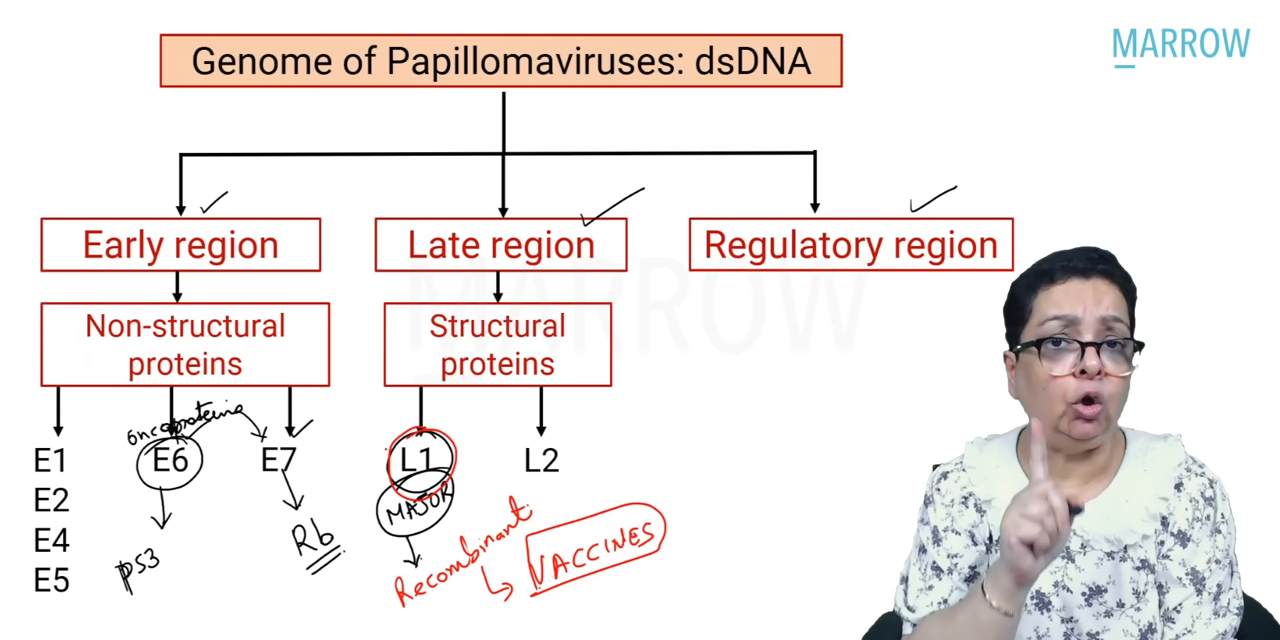 MARROW
Genome of Papillomaviruses: dsDNA
Early region
Late region
Regulatory region
MARROW
Non-structural
proteins
Structural
proteins
Oncoproteins
E1
E6
E7
L1
L2
E2
E4
E5
p53
Rb
MAJOR
Recombinant
VACCINES